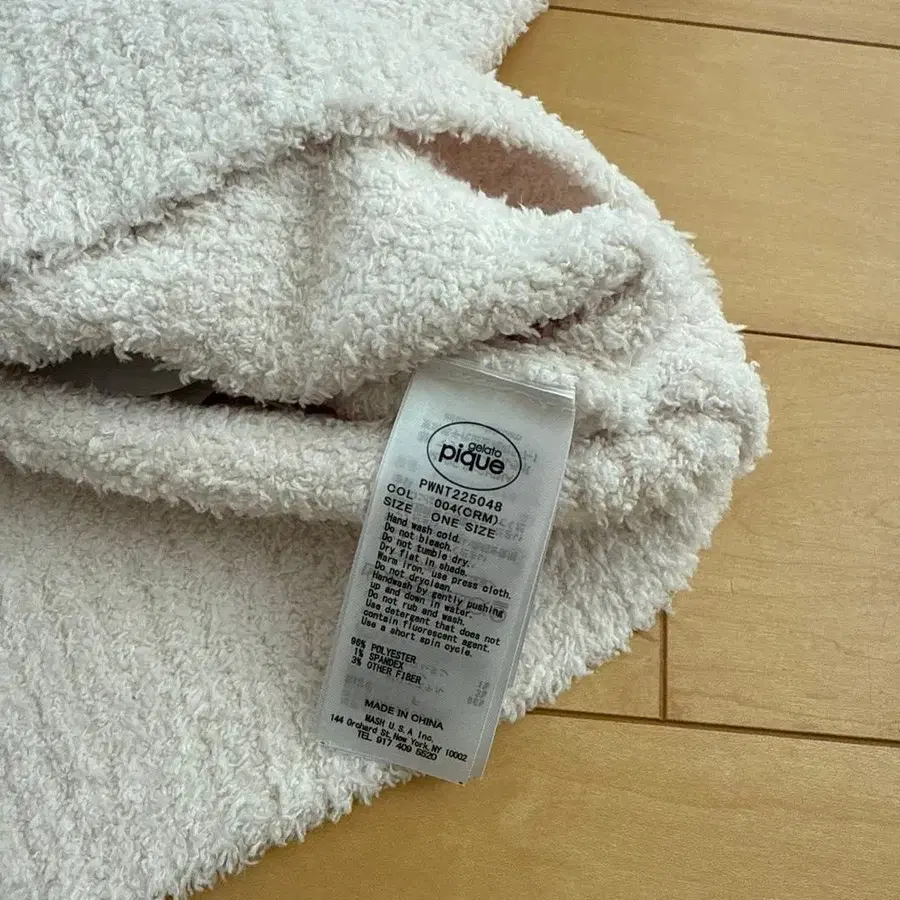 gelato
pique
PWNT225048
COL 004(CRM)
SIZE ONE SIZE
Hand wash cold.
Do not bleach.
Do not tumble dry.
Dry flat in shade.
Warm iron, use press cloth.
Do not dryclean.
Handwash by gently pushing
up and down in water.
Do not rub and wash.
Use detergent that does not
contain fluorescent agent.
Use a short spin cycle.
96% POLYESTER
1% SPANDEX
3% OTHER FIBER
MADE IN CHINA
MASH U.S.A Inc.
144 Orchard St,New York,NY 10002
TEL 917 409 5520